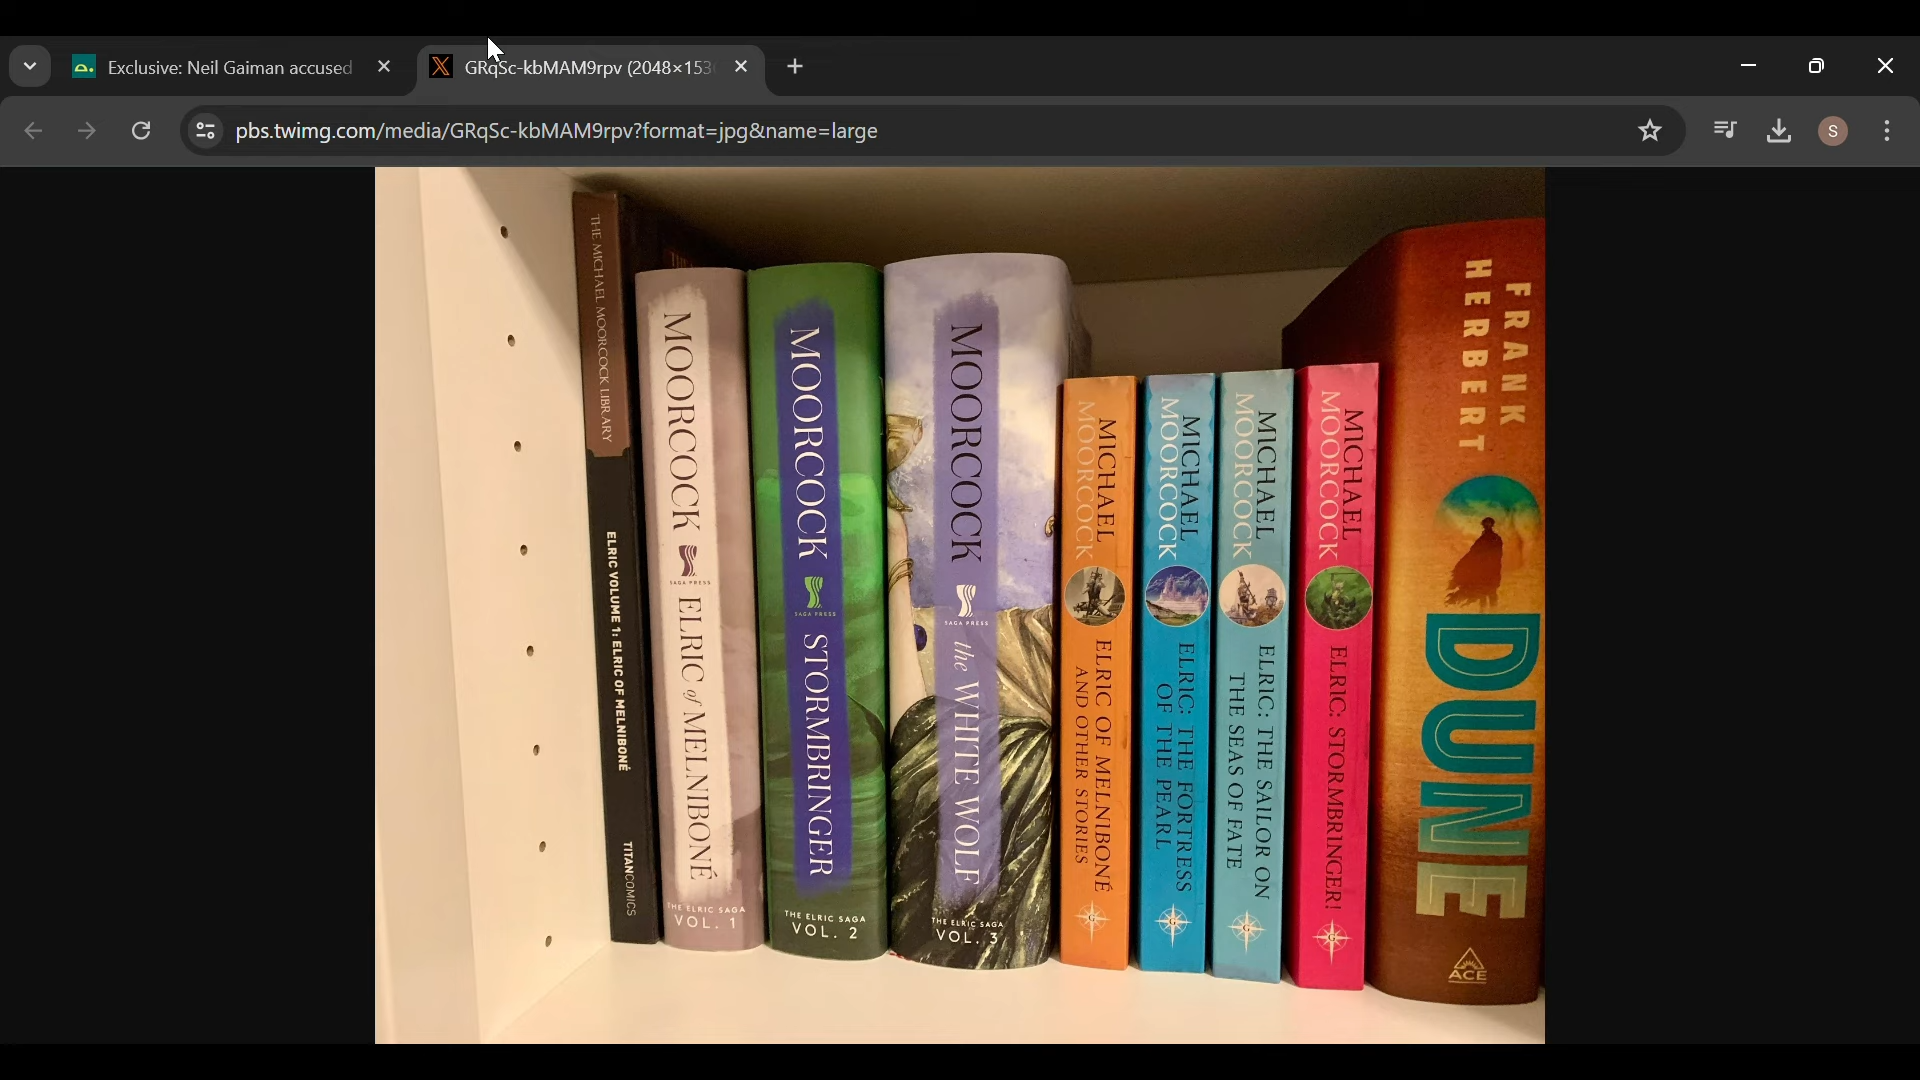 Exclusive: Neil Gaiman accused
GRqSc-kbMAM9rpv (2048×153
pbs.twimg.com/media/GRqSc-kbMAM9rpv?format=jpg&name=large
S
THE MICHAEL MOORCOCK LIBRARY
ELRIC VOLUME 1: ELRIC OF MELNIBONÉ
TITANCOMICS
MOORCOCK
SAGA PRESS
ELRIC of MELNIBONÉ
THE ELRIC SAGA
VOL. 1
MOORCOCK
SAGA PRESS
STORMBRINGER
THE ELRIC SAGA
VOL. 2
MOORCOCK
SAGA PRESS
the WHITE WOLF
THE ELRIC SAGA
VOL. 3
MICHAEL
MOORCOCK
ELRIC OF MELNIBONÉ
AND OTHER STORIES
G
MICHAEL
MOORCOCK
ELRIC: THE FORTRESS
OF THE PEARL
G
MICHAEL
MOORCOCK
ELRIC: THE SAILOR ON
THE SEAS OF FATE
G
MICHAEL
MOORCOCK
ELRIC: STORMBRINGER!
G
FRANK
HERBERT
DUNE
ACE